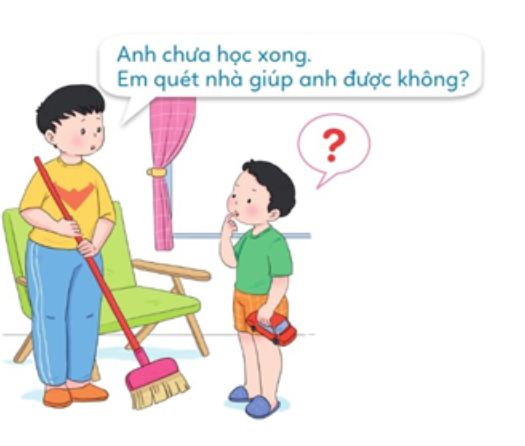 Anh chưa học xong.
Em quét nhà giúp anh được không?
?